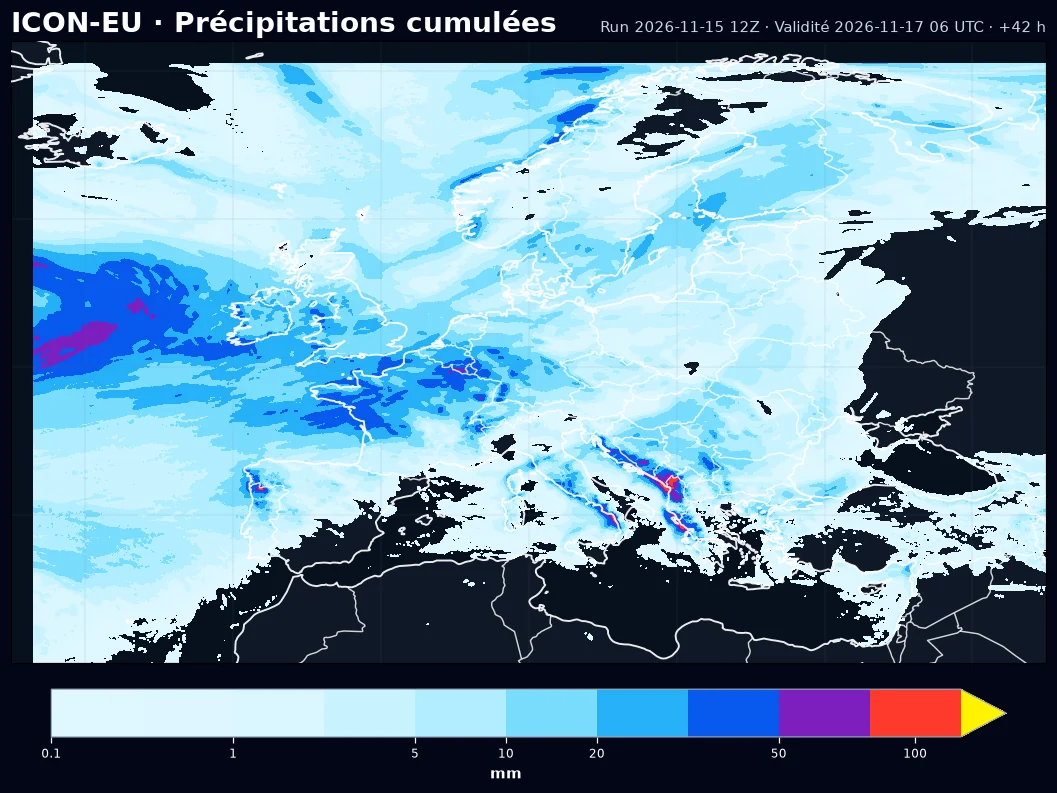 ICON-EU · Précipitations cumulées
Run 2026-11-15 12Z · Validité 2026-11-17 06 UTC · +42 h
0.1 1 5 10 20 50 100
mm